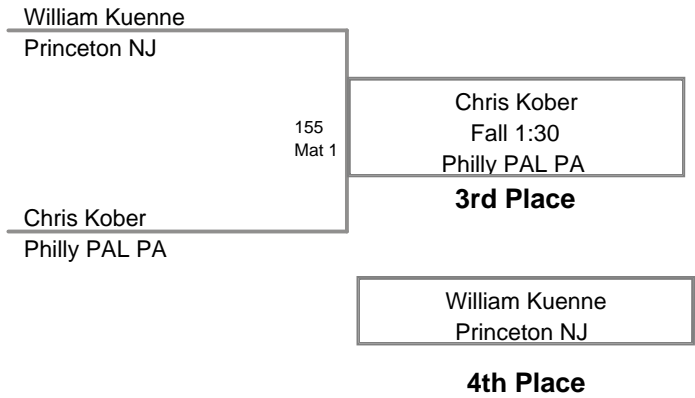 William Kuenne
Princeton NJ
155
Mat 1
Chris Kober
Fall 1:30
Philly PAL PA
3rd Place
Chris Kober
Philly PAL PA
William Kuenne
Princeton NJ
4th Place